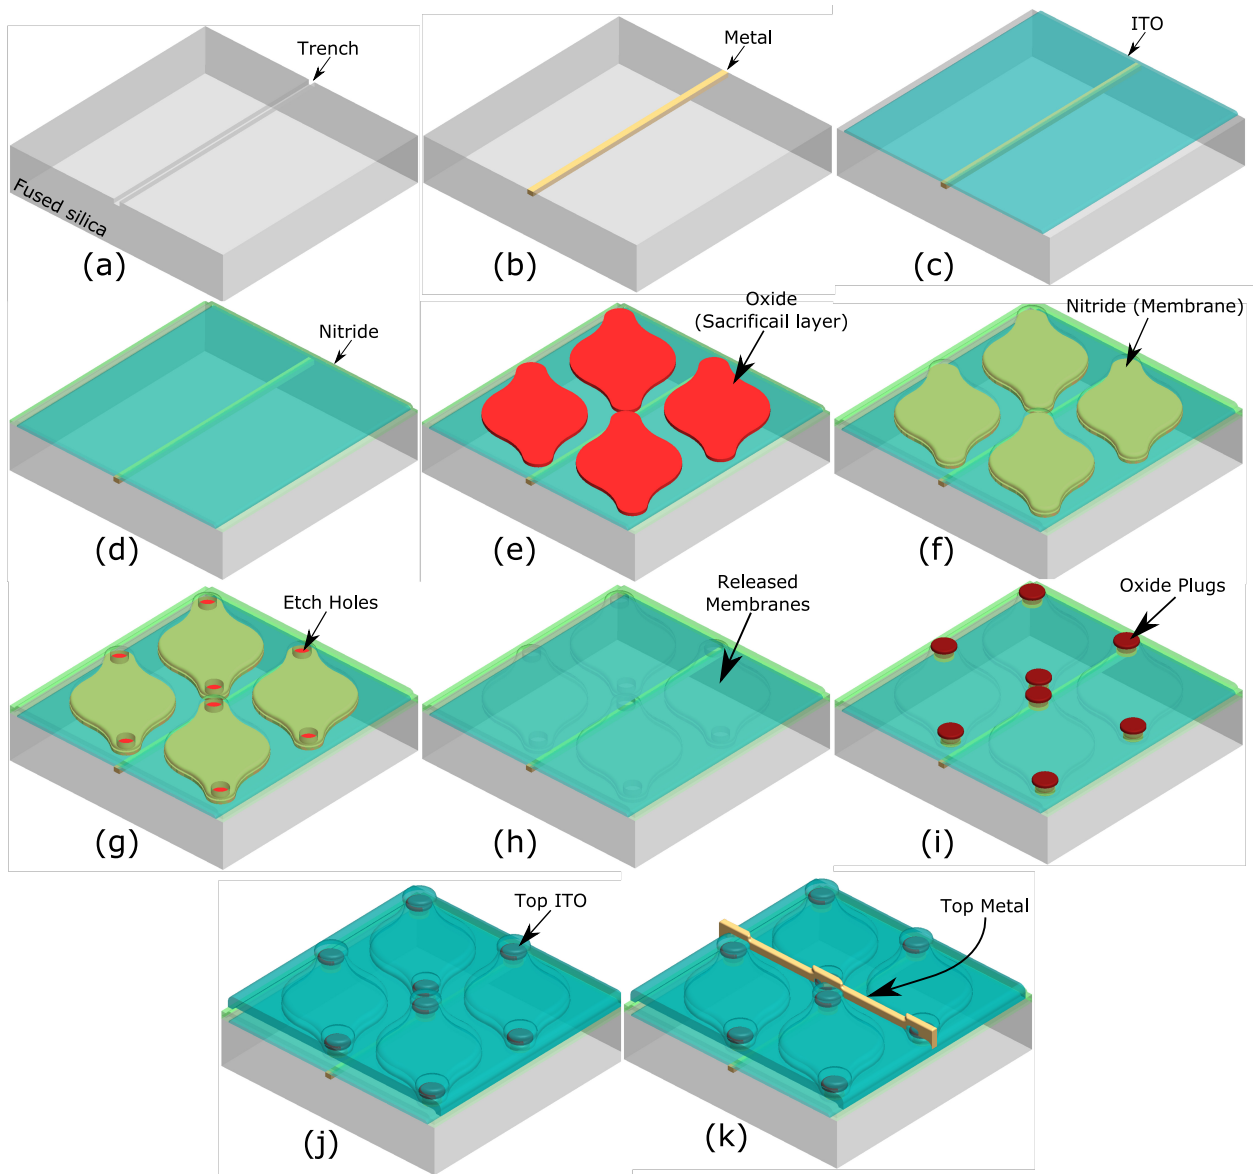 Trench
Fused silica
(a)
Metal
(b)
ITO
(c)
Nitride
(d)
Oxide
(Sacrificail layer)
(e)
Nitride (Membrane)
(f)
Etch Holes
(g)
Released
Membranes
(h)
Oxide Plugs
(i)
Top ITO
(j)
Top Metal
(k)